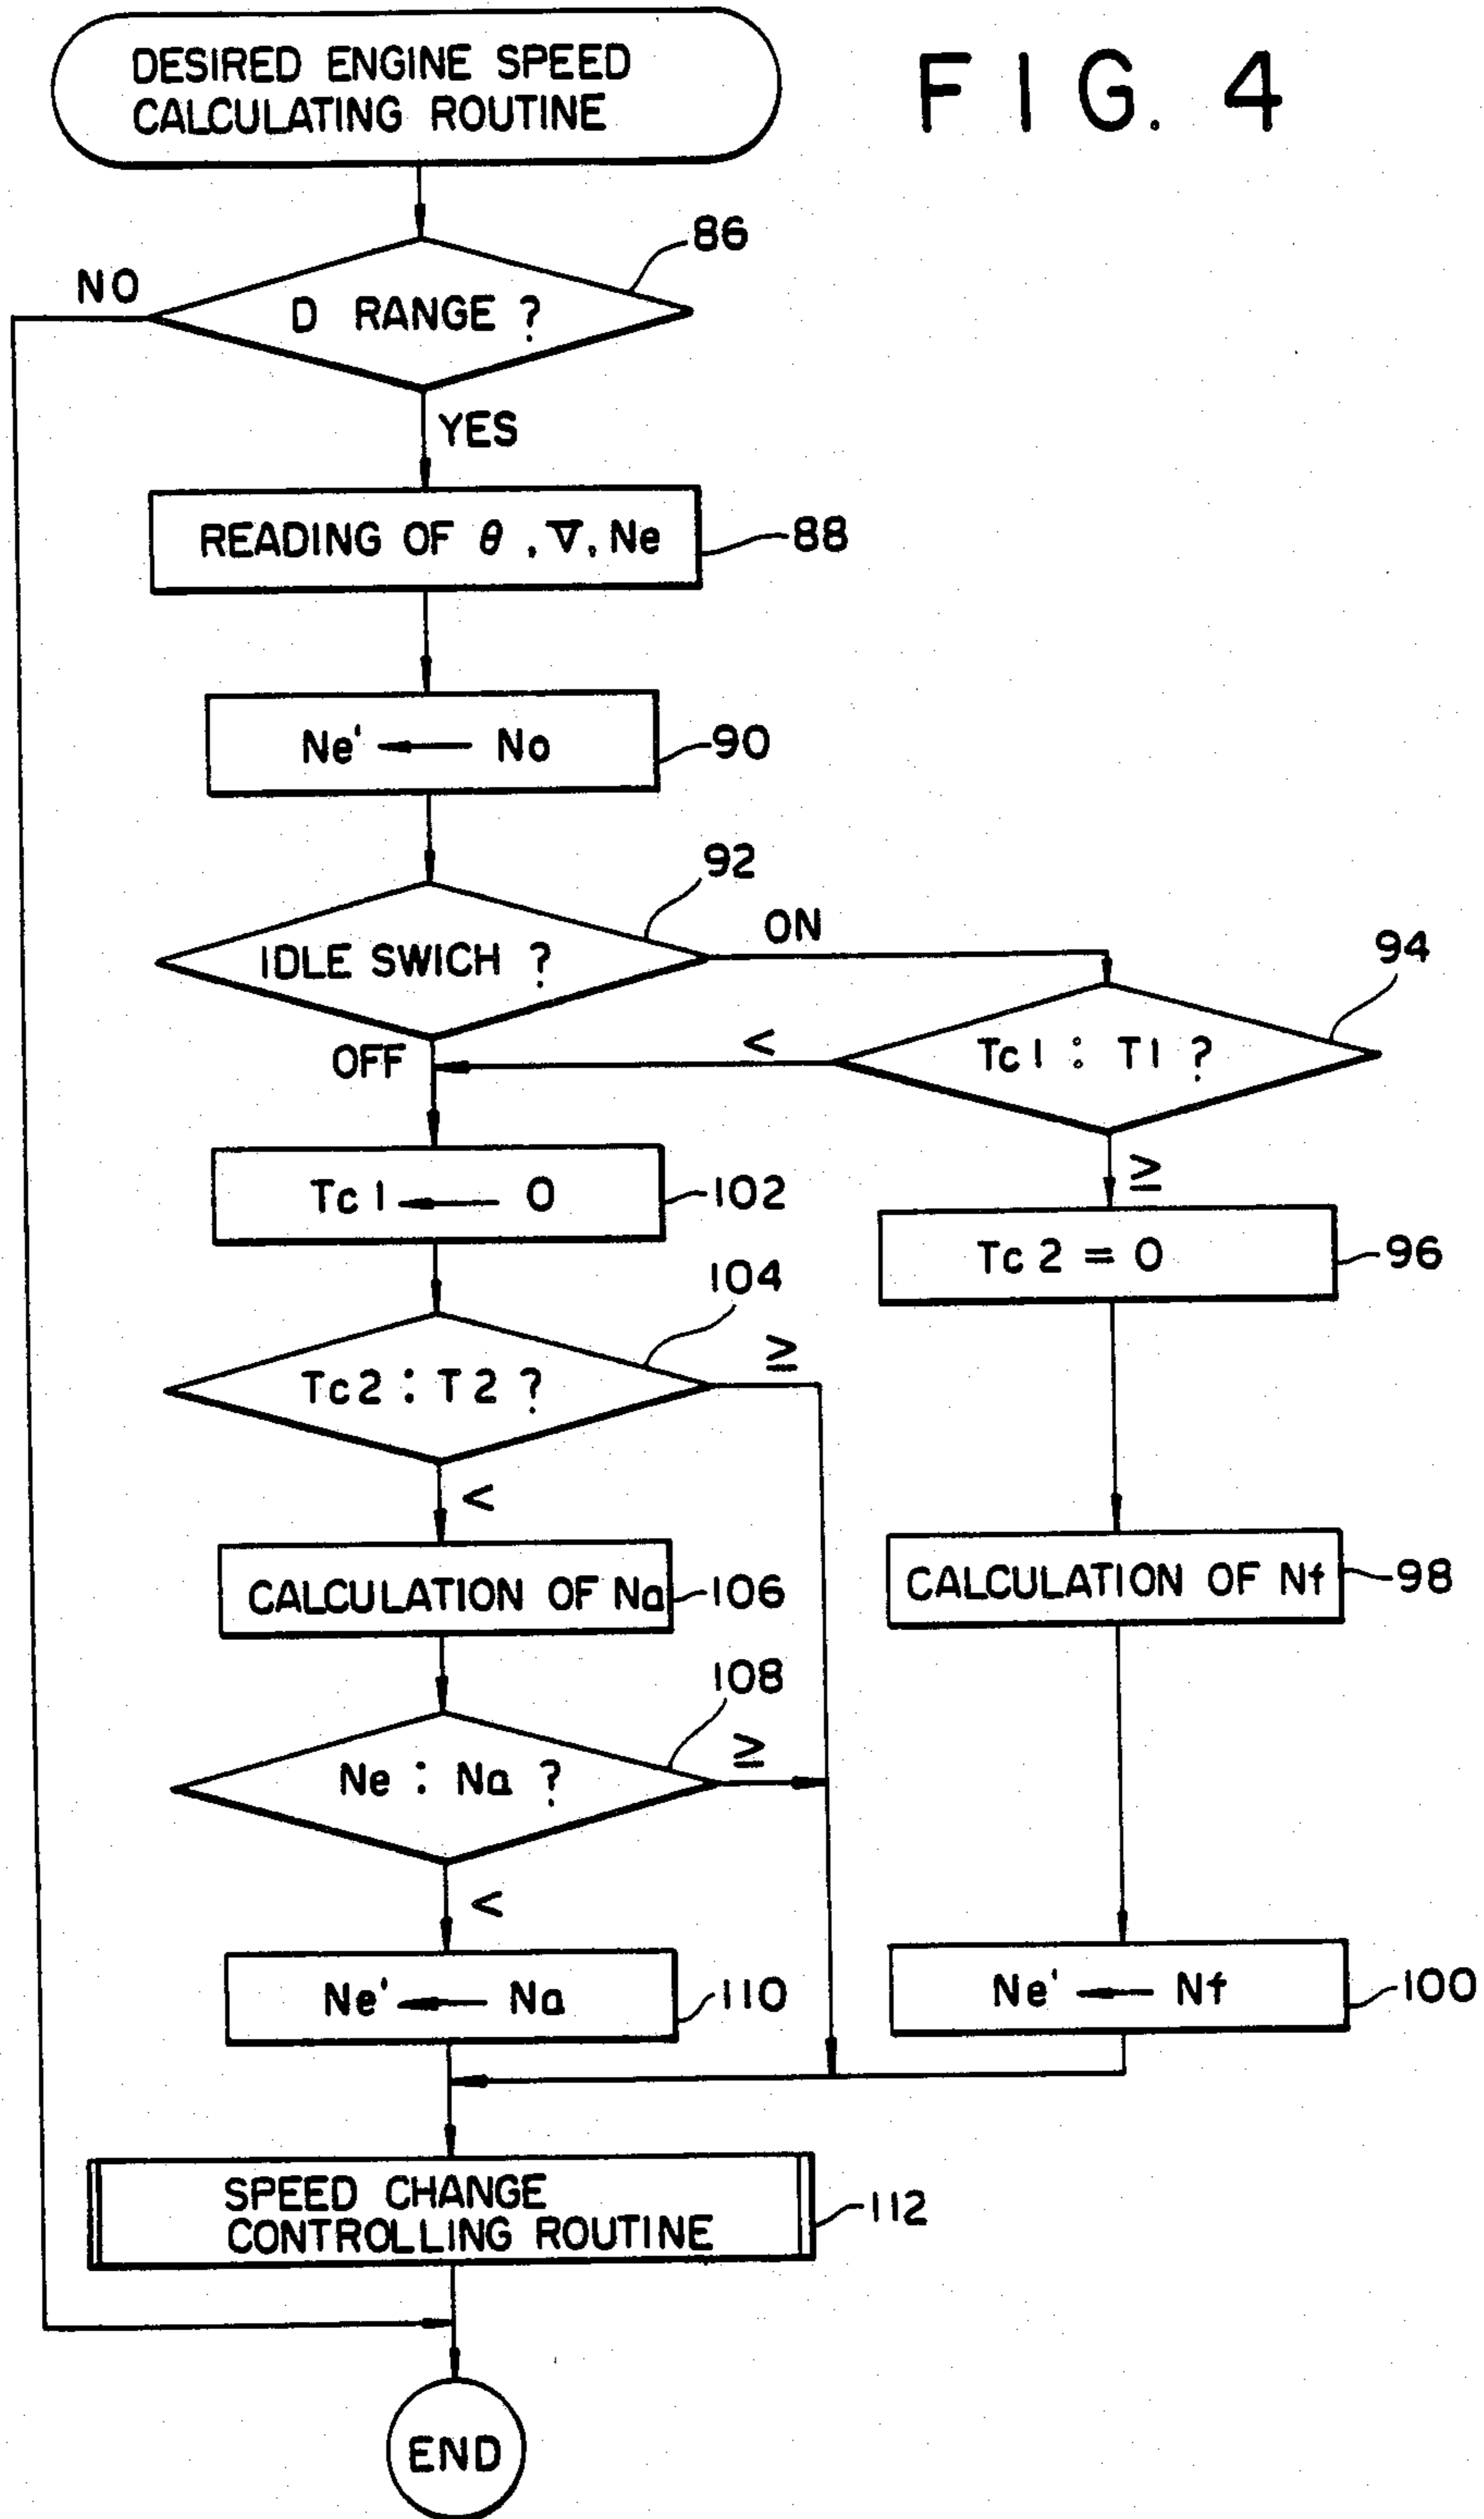 DESIRED ENGINE SPEED
CALCULATING ROUTINE
FIG. 4
86
NO
D RANGE ?
YES
READING OF θ, V, Ne
88
Ne' ← No
90
92
IDLE SWICH ?
ON
94
OFF
<
Tc1 : T1 ?
≥
Tc1 ← 0
102
Tc2 = 0
96
104
Tc2 : T2 ?
≥
<
CALCULATION OF Na
106
CALCULATION OF Nf
98
108
Ne : Na ?
≥
<
Ne' ← Na
110
Ne' ← Nf
100
SPEED CHANGE
CONTROLLING ROUTINE
112
END